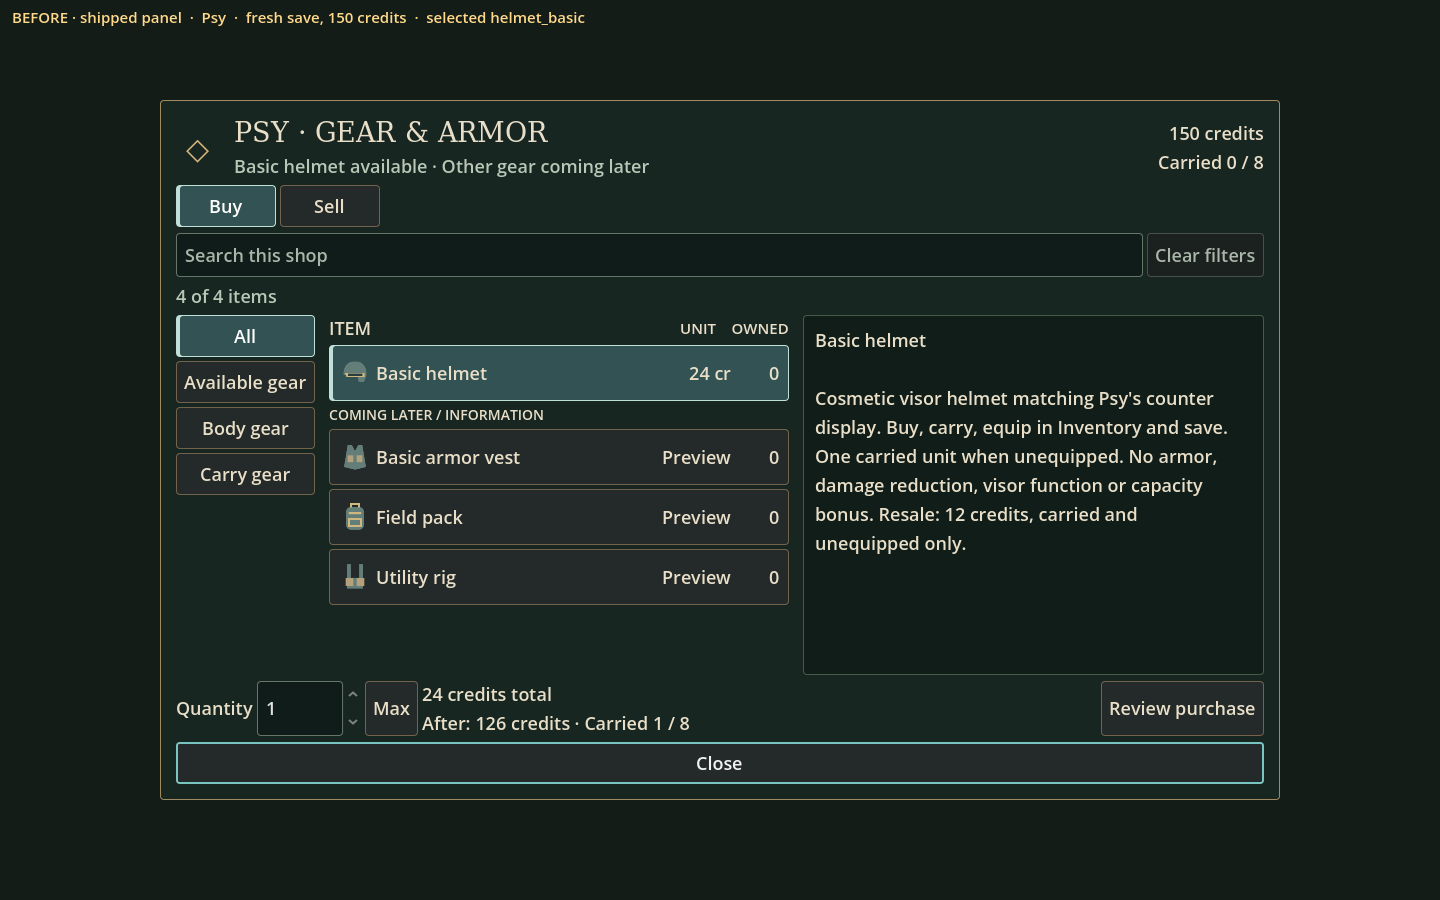 BEFORE · shipped panel · Psy · fresh save, 150 credits · selected helmet_basic
PSY · GEAR & ARMOR
150 credits
Basic helmet available · Other gear coming later
Carried 0 / 8
Buy
Sell
Search this shop
Clear filters
4 of 4 items
All
Available gear
Body gear
Carry gear
ITEM UNIT OWNED
Basic helmet 24 cr 0
COMING LATER / INFORMATION
Basic armor vest Preview 0
Field pack Preview 0
Utility rig Preview 0
Basic helmet
Cosmetic visor helmet matching Psy's counter
display. Buy, carry, equip in Inventory and save.
One carried unit when unequipped. No armor,
damage reduction, visor function or capacity
bonus. Resale: 12 credits, carried and
unequipped only.
Quantity 1 Max
24 credits total
After: 126 credits · Carried 1 / 8
Review purchase
Close